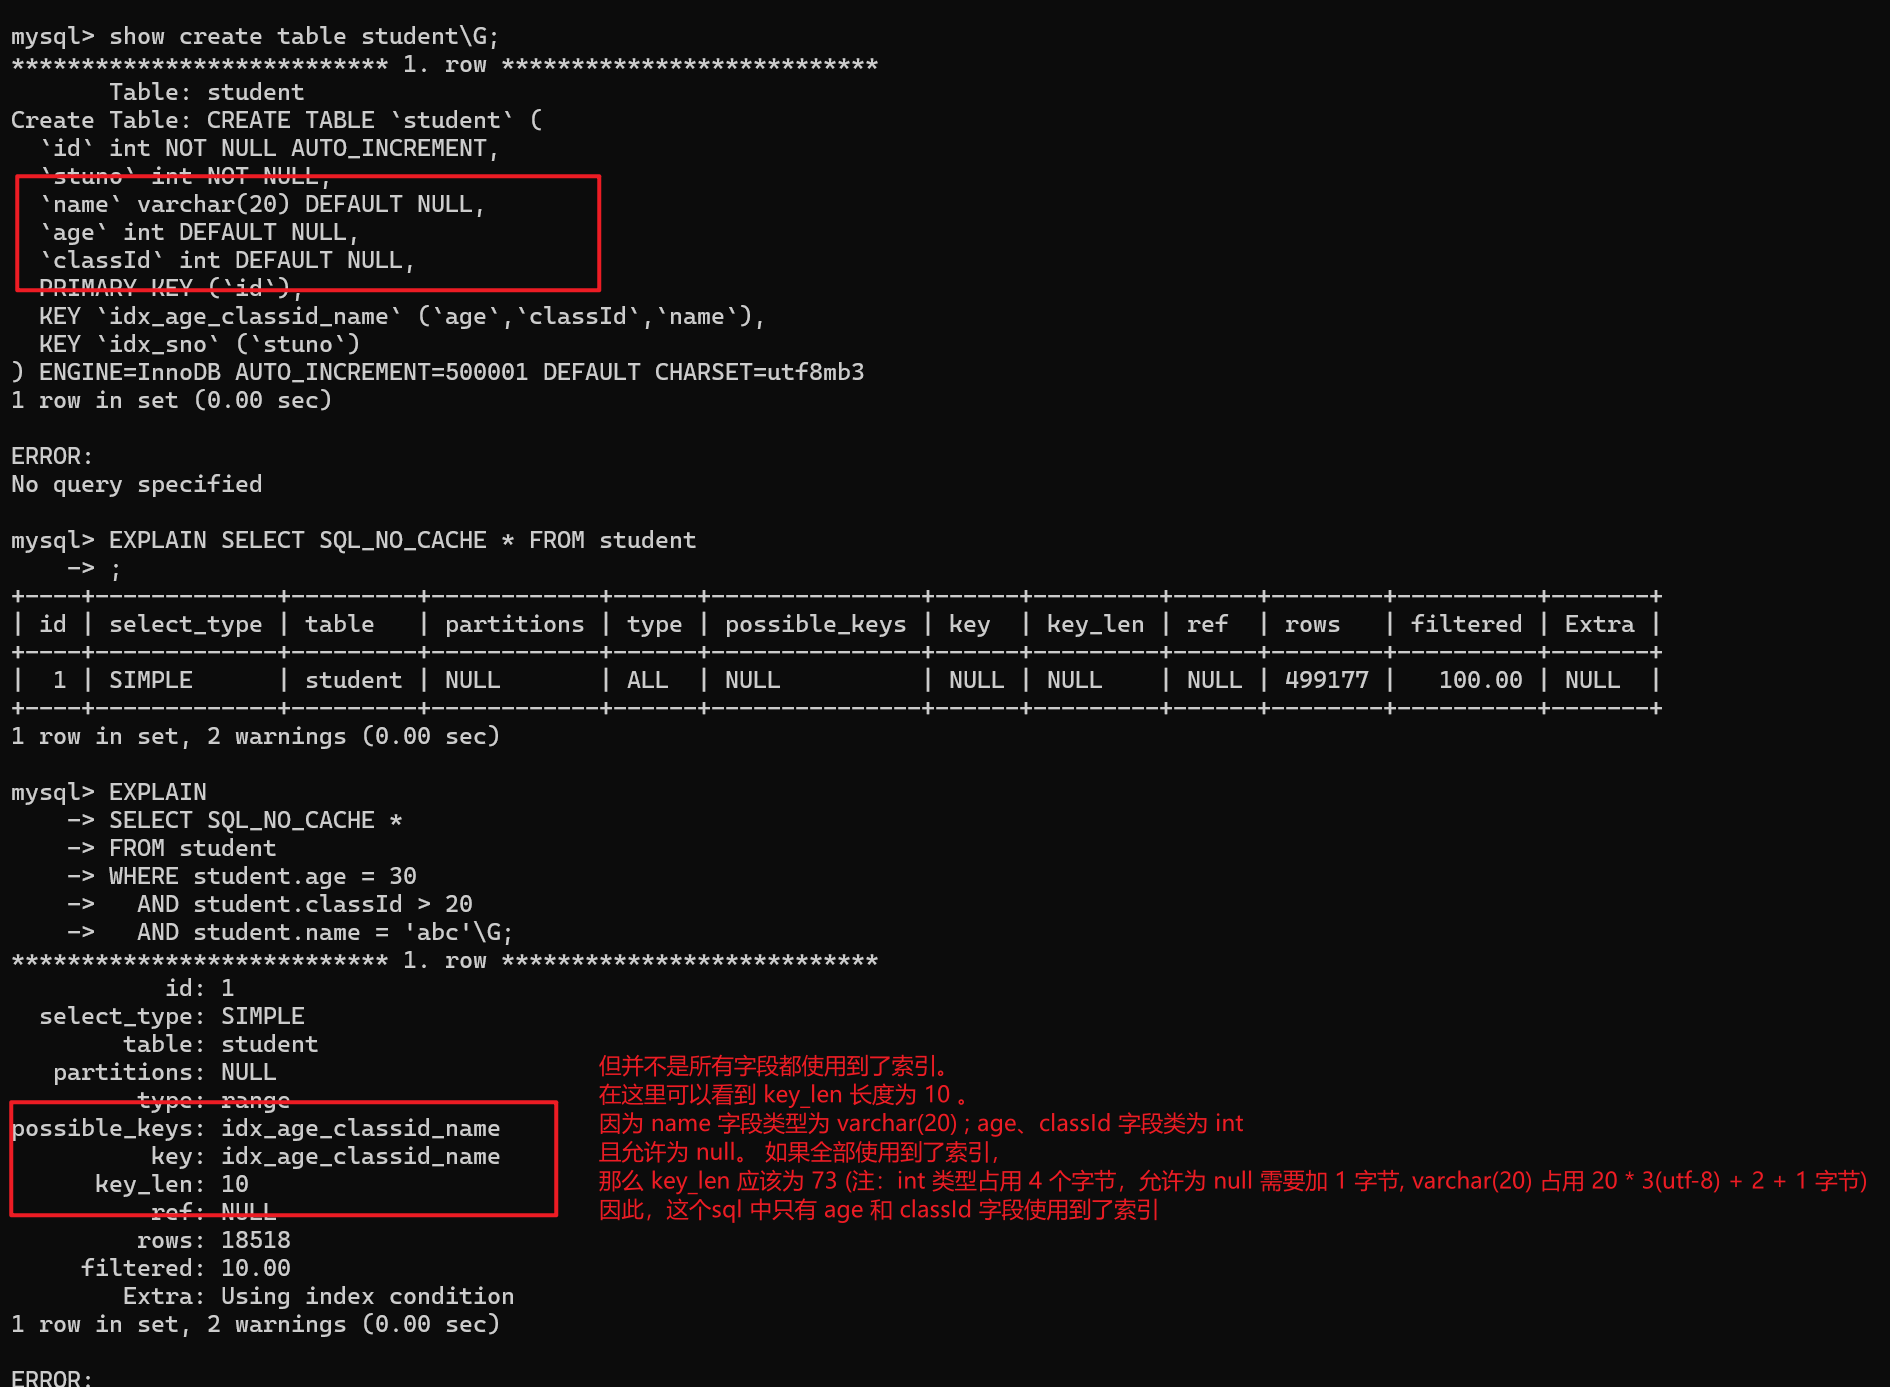 mysql> show create table student\G;
*************************** 1. row ***************************
       Table: student
Create Table: CREATE TABLE `student` (
  `id` int NOT NULL AUTO_INCREMENT,
  `stuno` int NOT NULL,
  `name` varchar(20) DEFAULT NULL,
  `age` int DEFAULT NULL,
  `classId` int DEFAULT NULL,
  PRIMARY KEY (`id`),
  KEY `idx_age_classid_name` (`age`,`classId`,`name`),
  KEY `idx_sno` (`stuno`)
) ENGINE=InnoDB AUTO_INCREMENT=500001 DEFAULT CHARSET=utf8mb3
1 row in set (0.00 sec)

ERROR:
No query specified

mysql> EXPLAIN SELECT SQL_NO_CACHE * FROM student
    -> ;
+----+-------------+---------+------------+------+---------------+------+---------+------+--------+----------+-------+
| id | select_type | table   | partitions | type | possible_keys | key  | key_len | ref  | rows   | filtered | Extra |
+----+-------------+---------+------------+------+---------------+------+---------+------+--------+----------+-------+
|  1 | SIMPLE      | student | NULL       | ALL  | NULL          | NULL | NULL    | NULL | 499177 |   100.00 | NULL  |
+----+-------------+---------+------------+------+---------------+------+---------+------+--------+----------+-------+
1 row in set, 2 warnings (0.00 sec)

mysql> EXPLAIN
    -> SELECT SQL_NO_CACHE *
    -> FROM student
    -> WHERE student.age = 30
    ->   AND student.classId > 20
    ->   AND student.name = 'abc'\G;
*************************** 1. row ***************************
           id: 1
  select_type: SIMPLE
        table: student
   partitions: NULL
         type: range
possible_keys: idx_age_classid_name
          key: idx_age_classid_name
      key_len: 10
          ref: NULL
         rows: 18518
     filtered: 10.00
        Extra: Using index condition
1 row in set, 2 warnings (0.00 sec)

ERROR:
但并不是所有字段都使用到了索引。
在这里可以看到 key_len 长度为 10 。
因为 name 字段类型为 varchar(20) ; age、classId 字段类为 int
且允许为 null。 如果全部使用到了索引，
那么 key_len 应该为 73 (注：int 类型占用 4 个字节，允许为 null 需要加 1 字节, varchar(20) 占用 20 * 3(utf-8) + 2 + 1 字节)
因此，这个sql 中只有 age 和 classId 字段使用到了索引